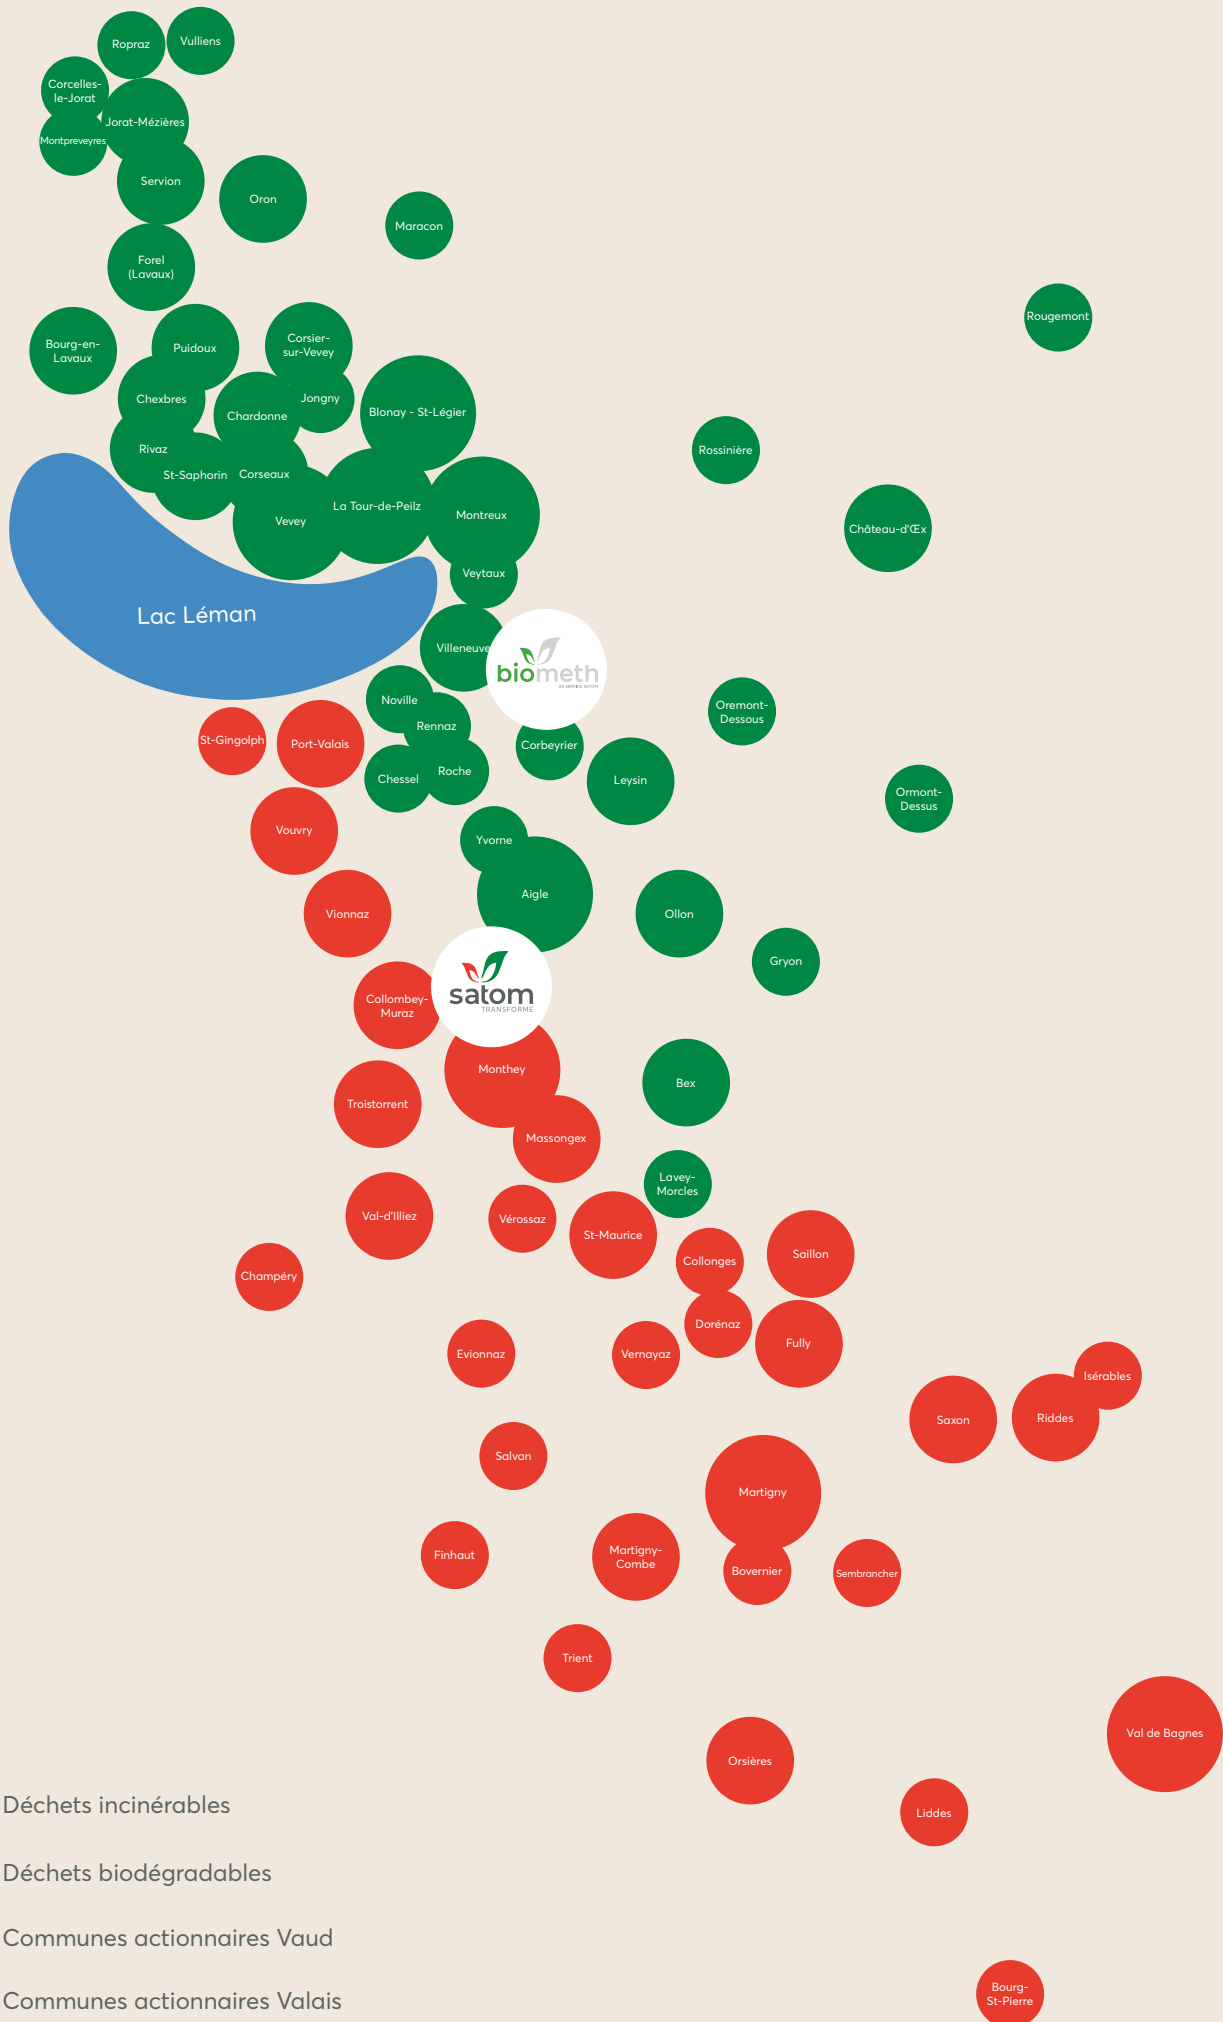 Ropraz
Vulliens
Corcelles-
le-Jorat
Jorat-Mézières
Montpreveyres
Servion
Oron
Maracon
Forel
(Lavaux)
Rougemont
Bourg-en-
Lavaux
Puidoux
Corsier-
sur-Vevey
Chexbres
Jongny
Chardonne
Blonay - St-Légier
Rivaz
Rossinière
St-Saphorin
Corseaux
La Tour-de-Peilz
Vevey
Montreux
Château-d'Œx
Veytaux
Lac Léman
Villeneuve
biometh
UN SERVICE SATOM
Noville
Rennaz
Oremont-
Dessous
St-Gingolph
Port-Valais
Corbeyrier
Chessel
Roche
Leysin
Ormont-
Dessus
Vouvry
Yvorne
Aigle
Vionnaz
Ollon
Gryon
Collombey-
Muraz
satom
TRANSFORME
Monthey
Bex
Troistorrent
Massongex
Lavey-
Morcles
Val-d'Illiez
Vérossaz
St-Maurice
Collonges
Saillon
Champéry
Dorénaz
Fully
Evionnaz
Vernayaz
Isérables
Saxon
Riddes
Salvan
Martigny
Finhaut
Martigny-
Combe
Bovernier
Sembrancher
Trient
Val de Bagnes
Orsières
Liddes
Déchets incinérables
Déchets biodégradables
Communes actionnaires Vaud
Bourg-
St-Pierre
Communes actionnaires Valais